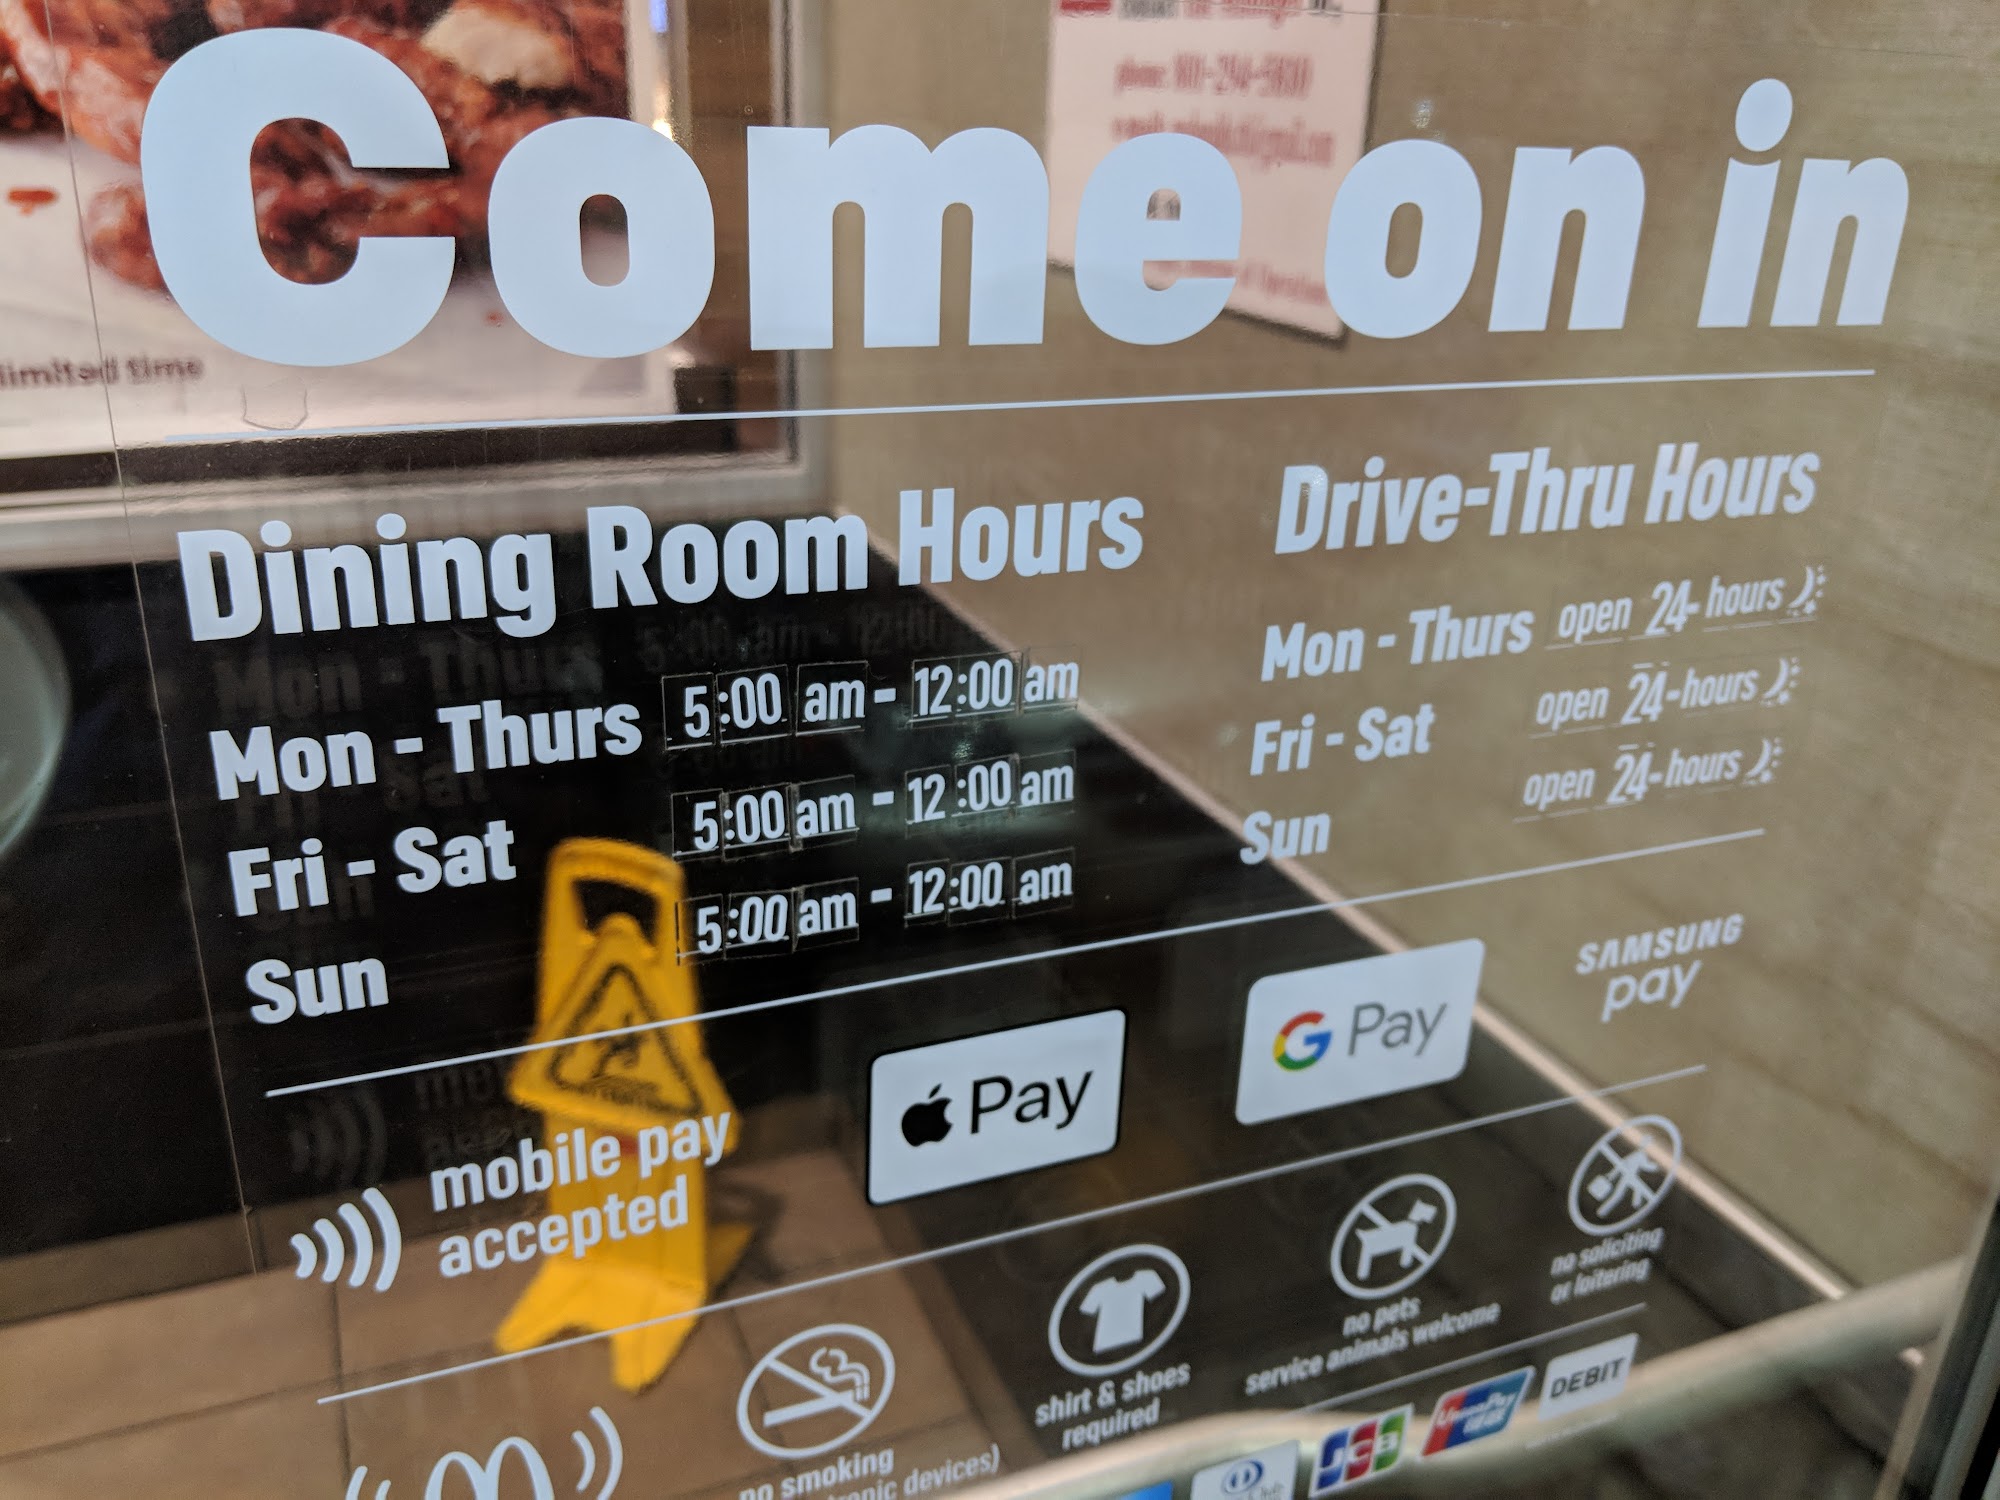 limited time
Come on in
Dining Room Hours
Mon - Thurs 5:00 am - 12:00 am
Fri - Sat 5:00 am - 12:00 am
Sun 5:00 am - 12:00 am
Drive-Thru Hours
Mon - Thurs open 24-hours
Fri - Sat open 24-hours
Sun open 24-hours
mobile pay
accepted
Pay
G Pay
SAMSUNG
pay
no smoking
devices)
shirt & shoes
required
no pets
service animals welcome
no soliciting
or loitering
JCB
UnionPay
DEBIT